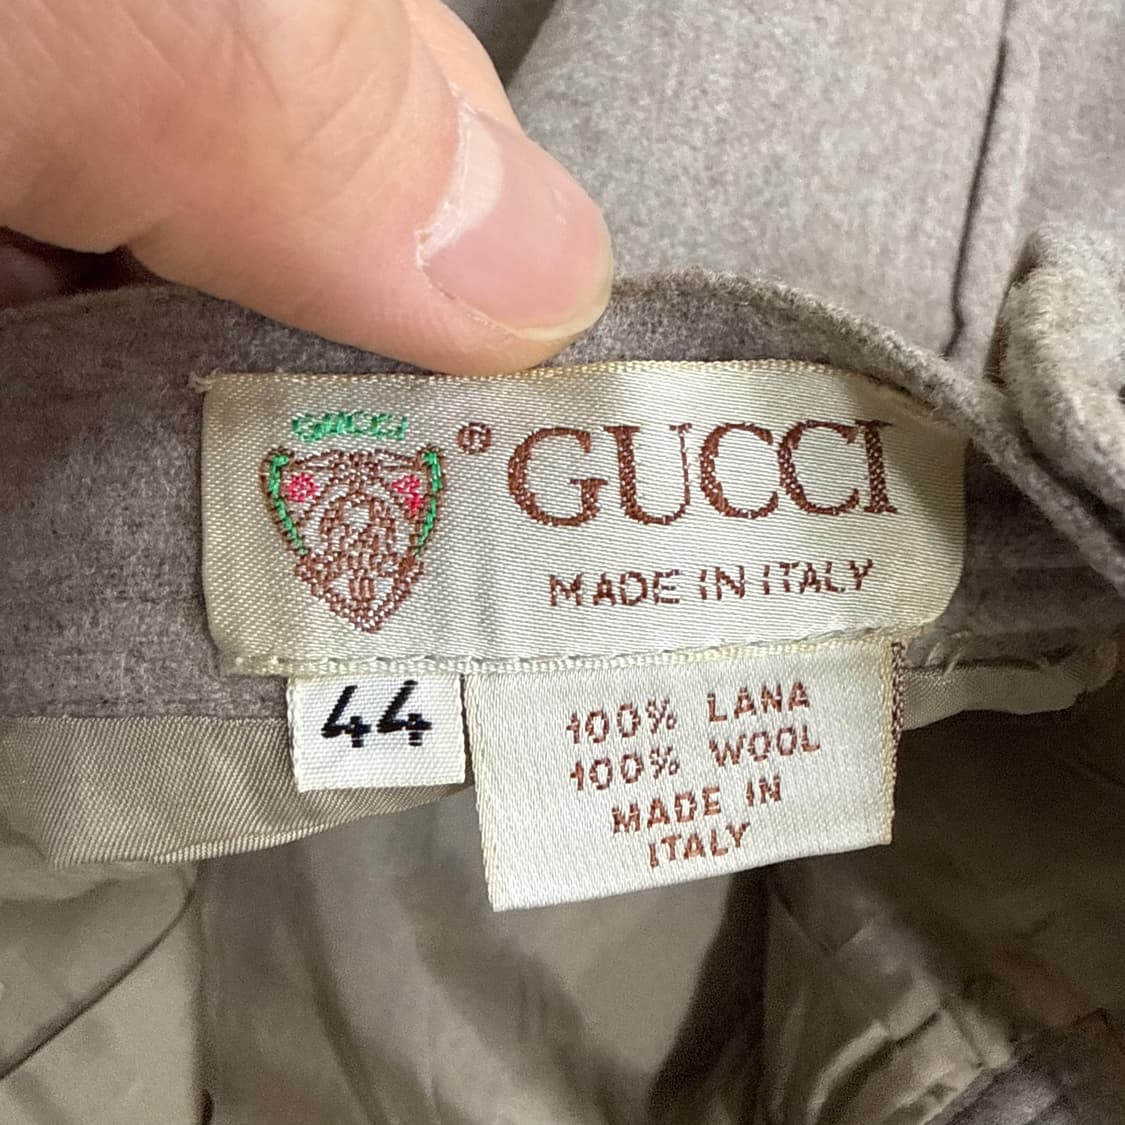 GUCCI
® GUCCI
MADE IN ITALY
44
100% LANA
100% WOOL
MADE IN
ITALY